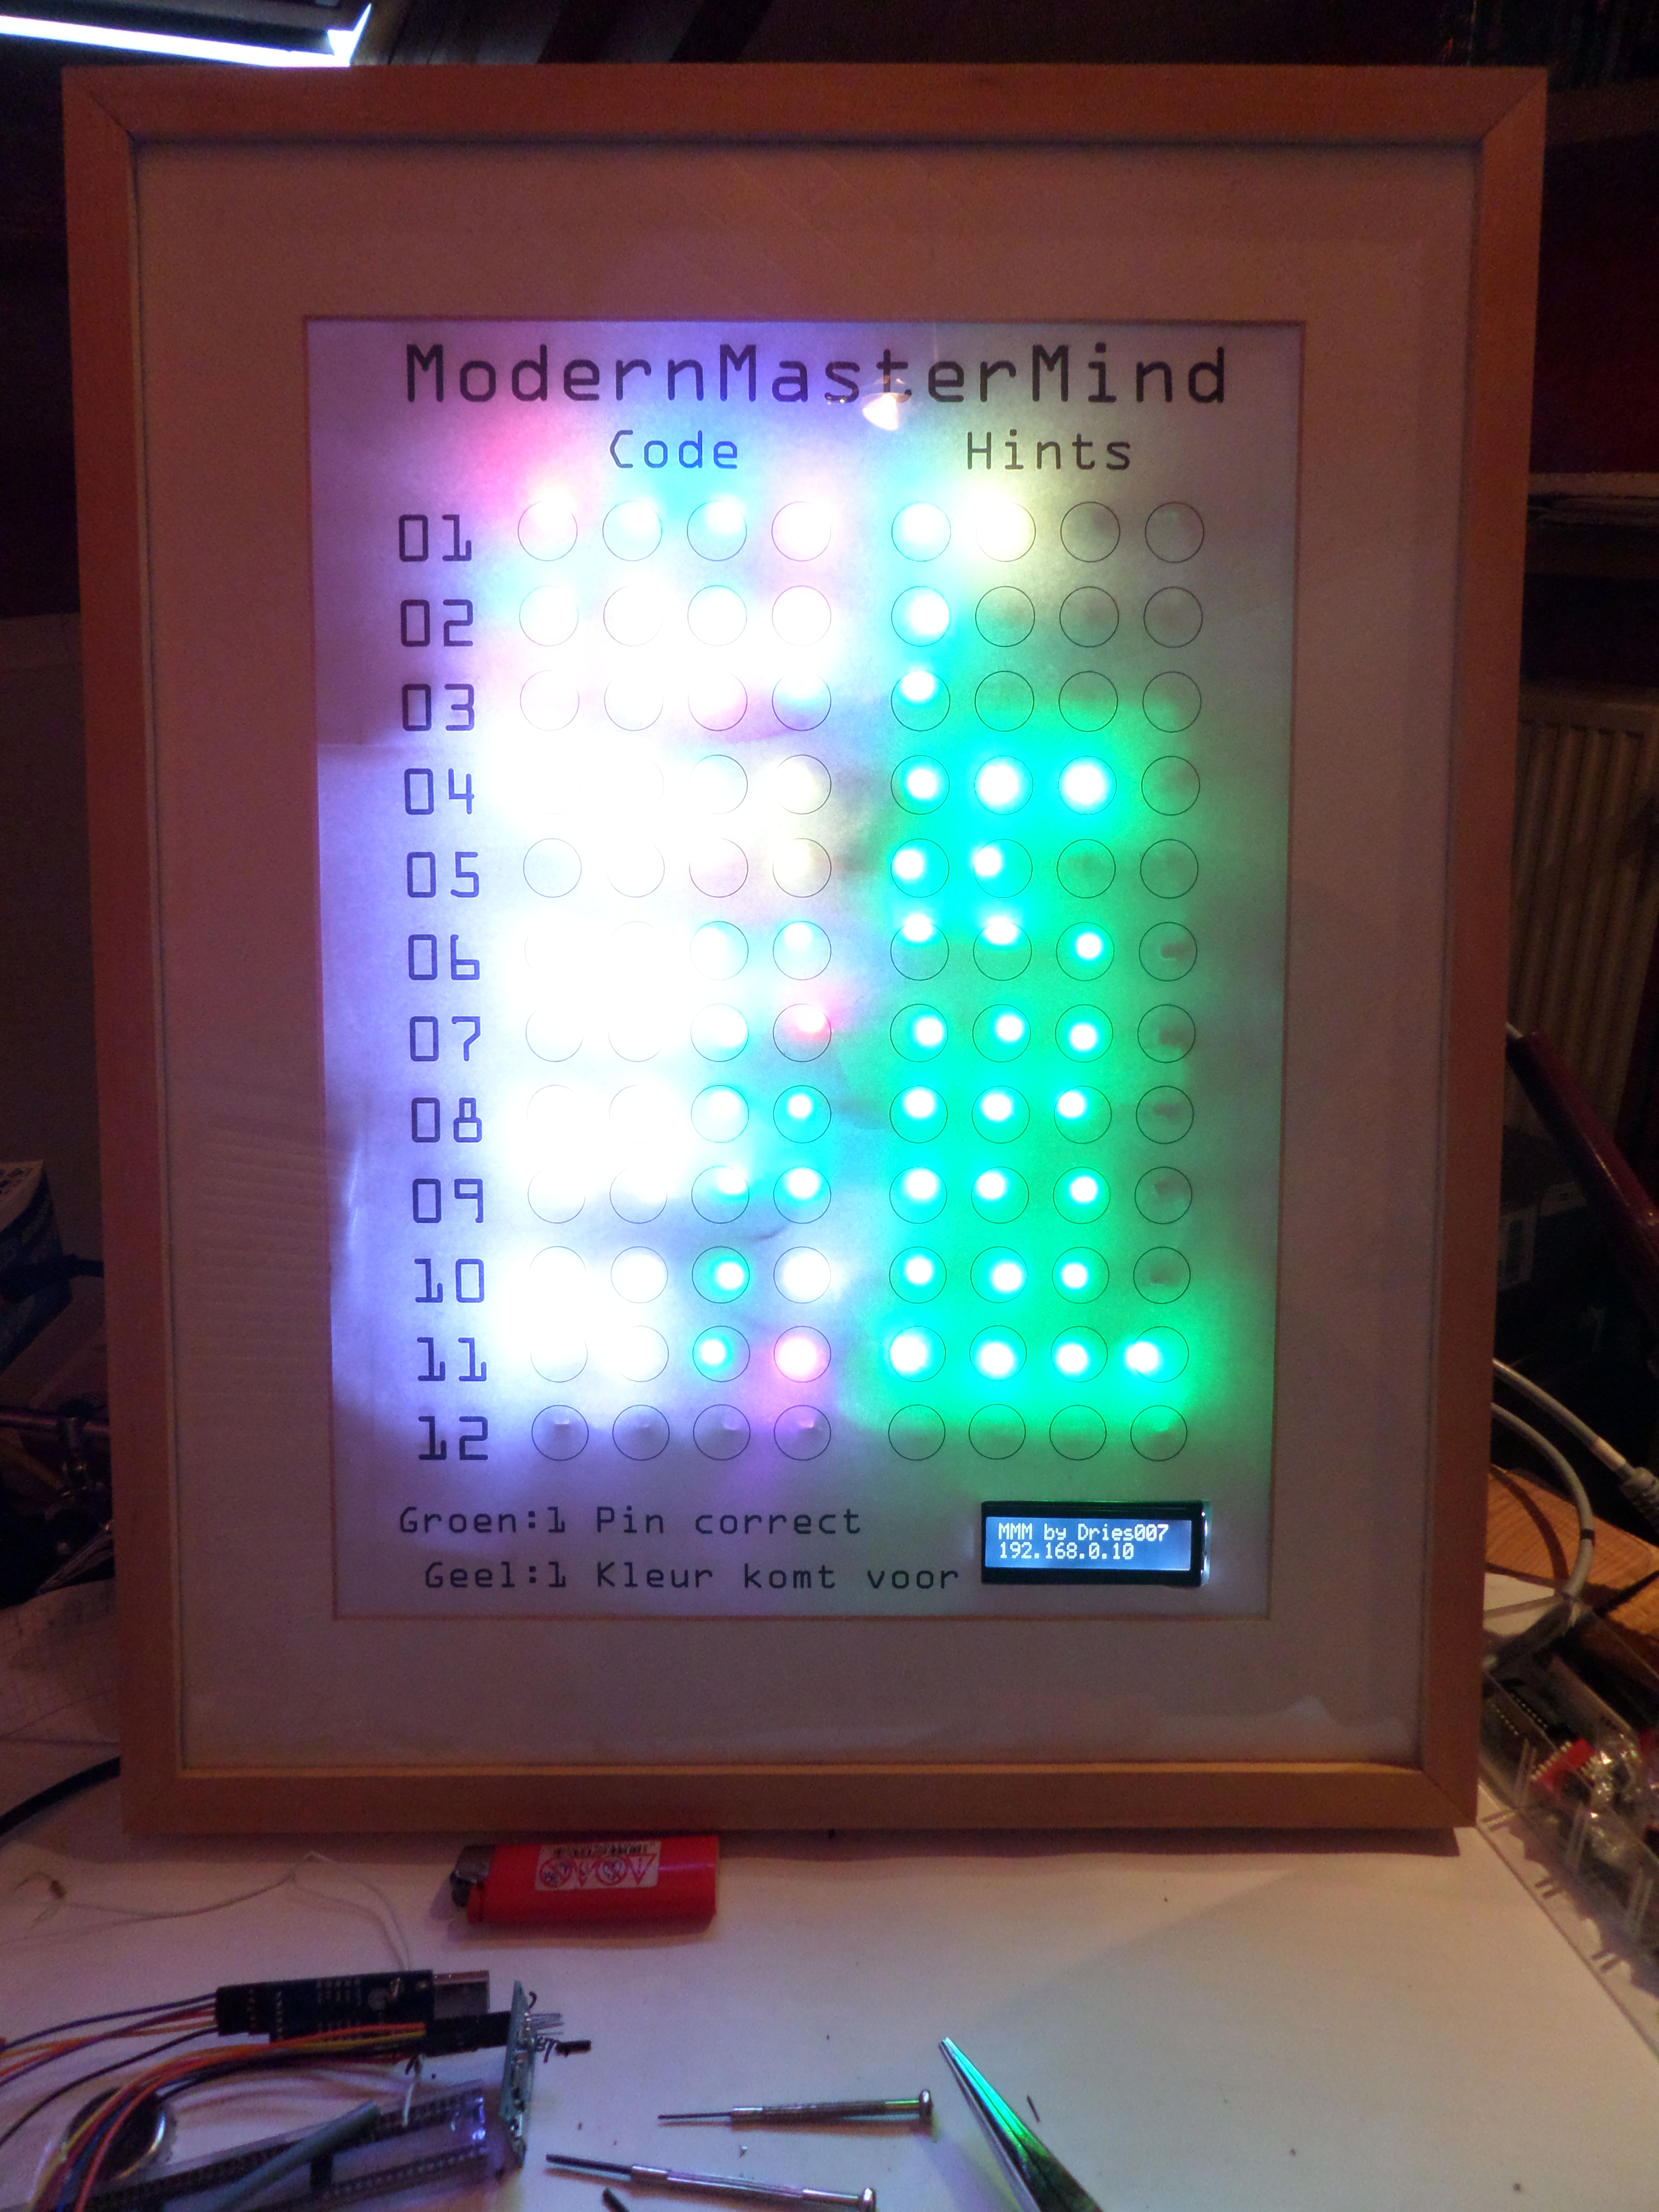 ModernMasterMind
Code Hints
01
02
03
04
05
06
07
08
09
10
11
12
Groen:1 Pin correct
Geel:1 Kleur komt voor
MMM by Dries007
192.168.0.10